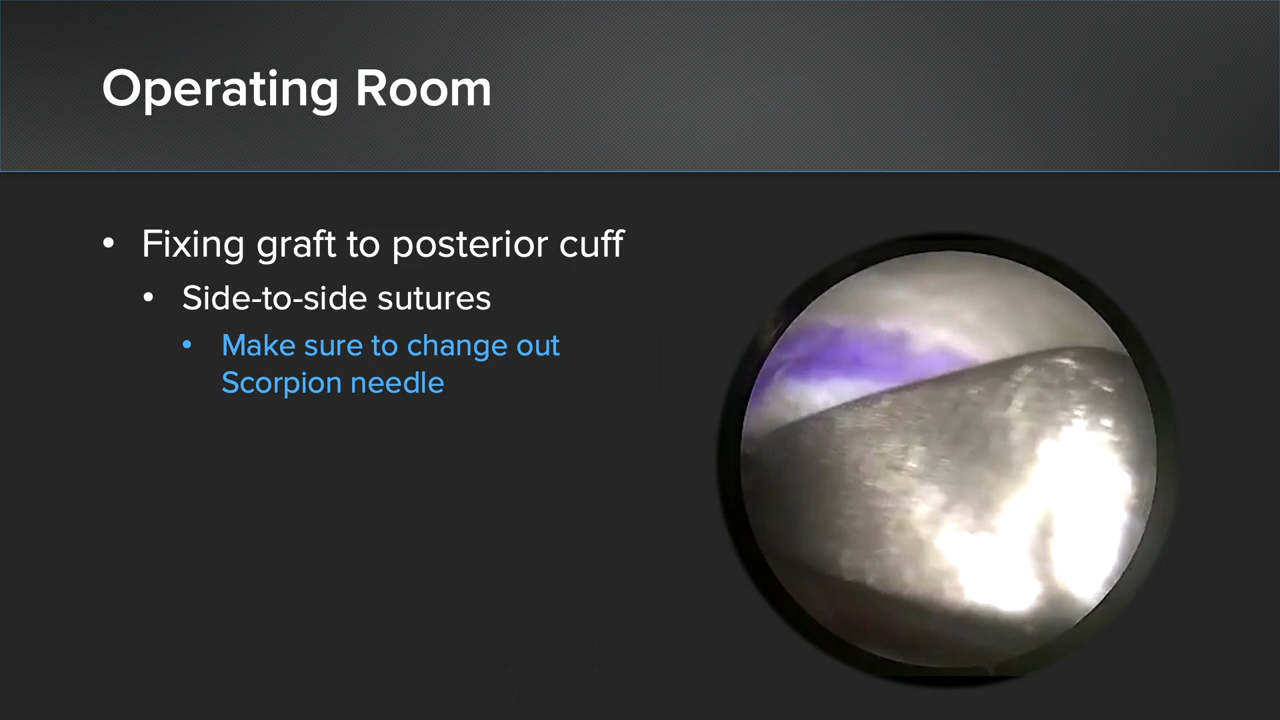 Operating Room
• Fixing graft to posterior cuff
• Side-to-side sutures
• Make sure to change out
Scorpion needle